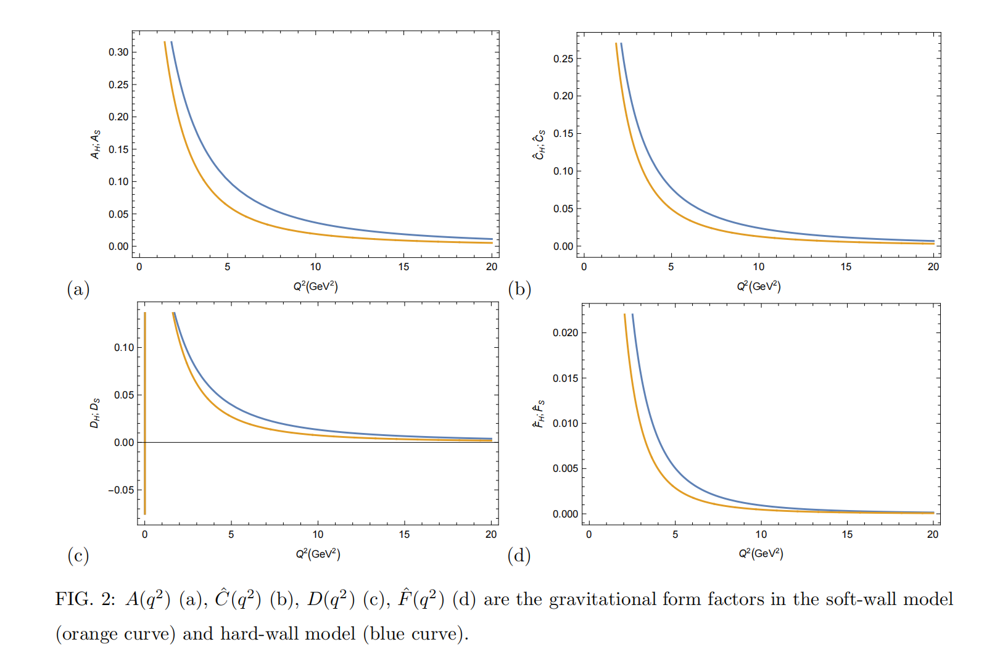 0.30
0.25
0.20
0.15
0.10
0.05
0.00
A_H; A_S
0 5 10 15 20
Q²(GeV²)
(a)
0.25
0.20
0.15
0.10
0.05
0.00
Ĉ_H; Ĉ_S
0 5 10 15 20
Q²(GeV²)
(b)
0.10
0.05
0.00
−0.05
D_H; D_S
0 5 10 15 20
Q²(GeV²)
(c)
0.020
0.015
0.010
0.005
0.000
F̂_H; F̂_S
0 5 10 15 20
Q²(GeV²)
(d)
FIG. 2: A(q²) (a), Ĉ(q²) (b), D(q²) (c), F̂(q²) (d) are the gravitational form factors in the soft-wall model
(orange curve) and hard-wall model (blue curve).